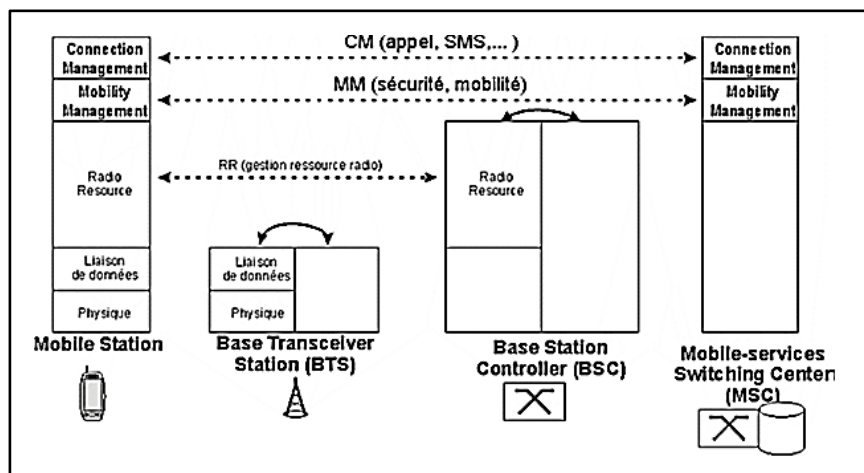 CM (appel, SMS,... )
Connection
Management
Connection
Management
MM (sécurité, mobilité)
Mobility
Management
Mobility
Management
RR (gestion ressource radio)
Radio
Resource
Radio
Resource
Liaison
de données
Liaison
de données
Physique
Physique
Mobile Station
Base Transceiver
Station (BTS)
Base Station
Controller (BSC)
Mobile-services
Switching Center
(MSC)